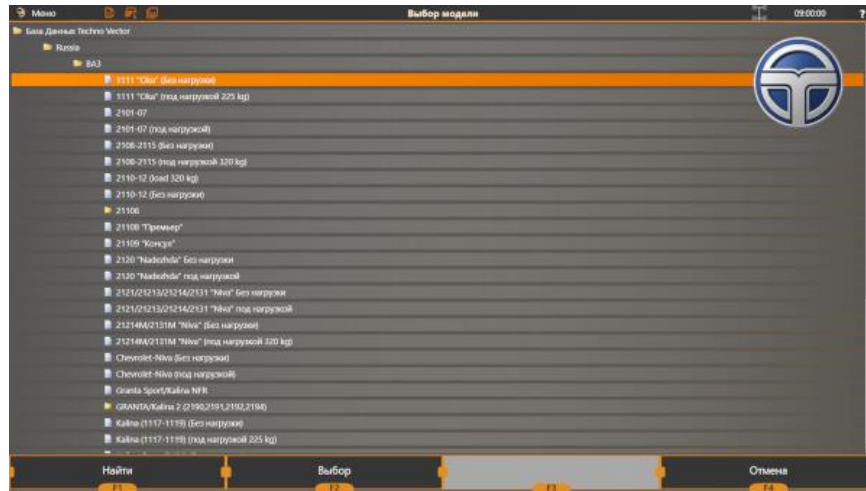 Меню Выбор модели 09:00:00 ?
База Данных Techno Vector
Russia
ВАЗ
1111 "Oka" (Без нагрузки)
1111 "Oka" (под нагрузкой 225 kg)
2101-07
2101-07 (под нагрузкой)
2108-2115 (Без нагрузки)
2108-2115 (под нагрузкой 320 kg)
2110-12 (load 320 kg)
2110-12 (Без нагрузки)
21106
21108 "Премьер"
21109 "Консул"
2120 "Nadezhda" Без нагрузки
2120 "Nadezhda" под нагрузкой
2121/21213/21214/2131 "Niva" Без нагрузки
2121/21213/21214/2131 "Niva" под нагрузкой
21214M/2131M "Niva" (Без нагрузки)
21214M/2131M "Niva" (под нагрузкой 320 kg)
Chevrolet-Niva (Без нагрузки)
Chevrolet-Niva (под нагрузкой)
Granta Sport/Kalina NFR
GRANTA/Kalina 2 (2190,2191,2192,2194)
Kalina (1117-1119) (Без нагрузки)
Kalina (1117-1119) (под нагрузкой 225 kg)
Найти Выбор Отмена
F1 F2 F3 F4